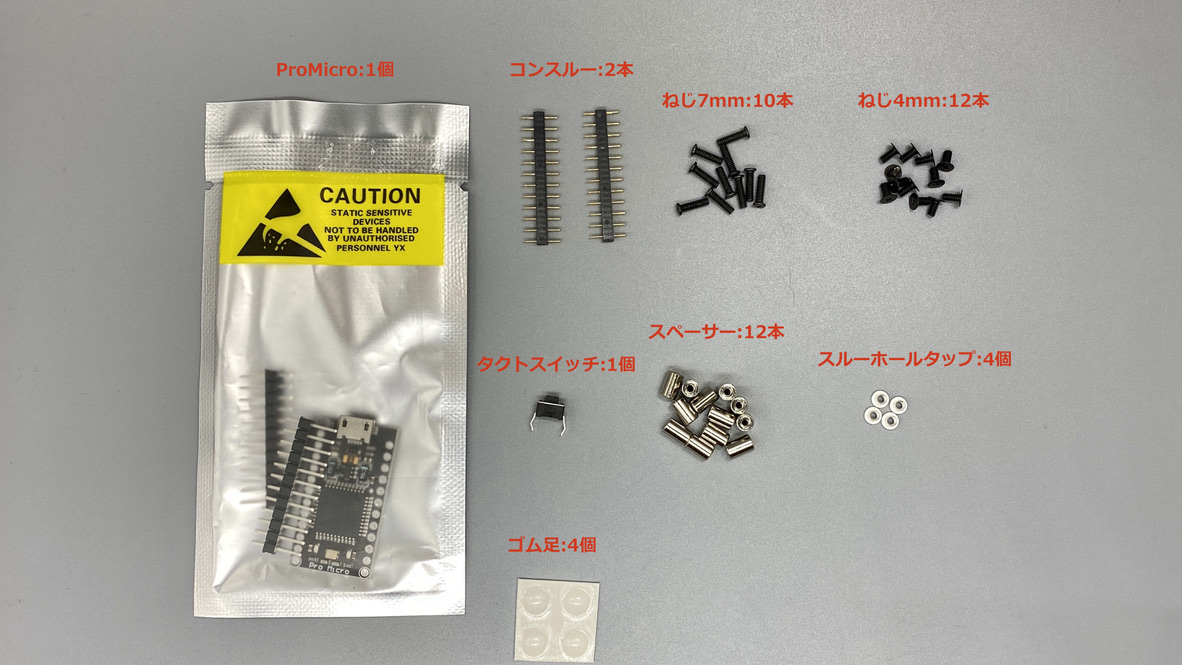 ProMicro:1個
コンスルー:2本
ねじ7mm:10本
ねじ4mm:12本
CAUTION
STATIC SENSITIVE
DEVICES
NOT TO BE HANDLED
BY UNAUTHORISED
PERSONNEL YX
スペーサー:12本
タクトスイッチ:1個
スルーホールタップ:4個
Pro Micro
ゴム足:4個